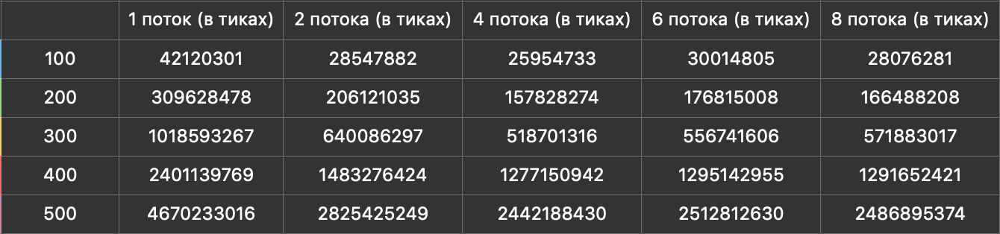 1 поток (в тиках) 2 потока (в тиках) 4 потока (в тиках) 6 потока (в тиках) 8 потока (в тиках)
100 42120301 28547882 25954733 30014805 28076281
200 309628478 206121035 157828274 176815008 166488208
300 1018593267 640086297 518701316 556741606 571883017
400 2401139769 1483276424 1277150942 1295142955 1291652421
500 4670233016 2825425249 2442188430 2512812630 2486895374